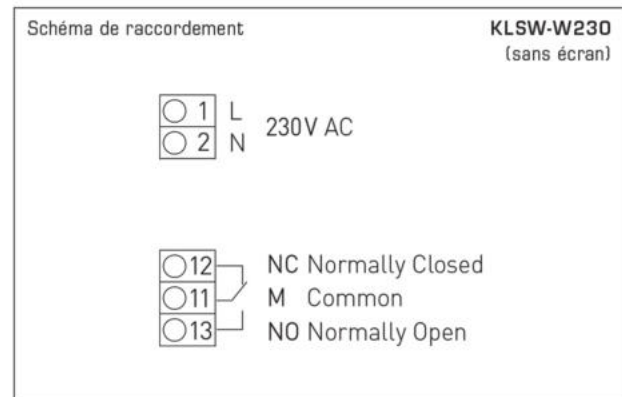 Schéma de raccordement KLSW-W230
(sans écran)
1 L
2 N 230V AC
12 NC Normally Closed
11 M Common
13 NO Normally Open